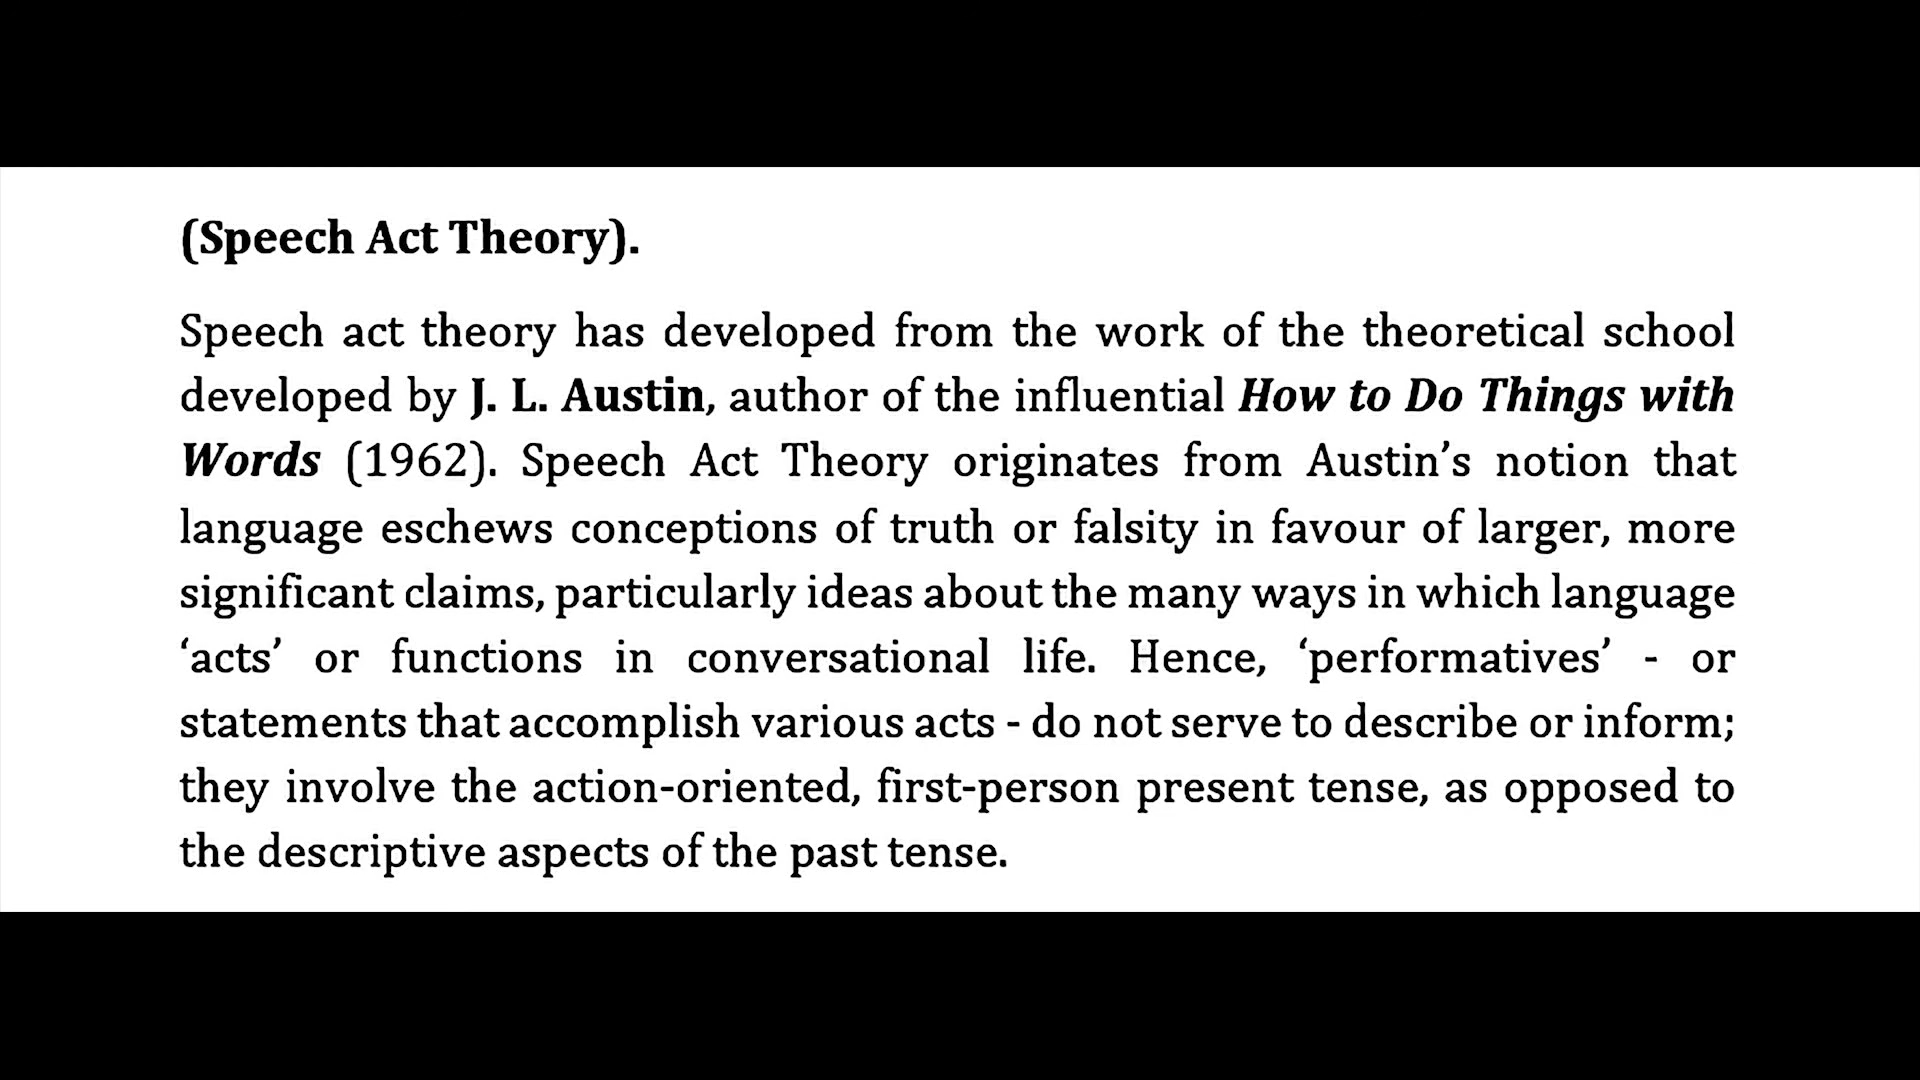 (Speech Act Theory).
Speech act theory has developed from the work of the theoretical school
developed by J. L. Austin, author of the influential How to Do Things with
Words (1962). Speech Act Theory originates from Austin’s notion that
language eschews conceptions of truth or falsity in favour of larger, more
significant claims, particularly ideas about the many ways in which language
‘acts’ or functions in conversational life. Hence, ‘performatives’ - or
statements that accomplish various acts - do not serve to describe or inform;
they involve the action-oriented, first-person present tense, as opposed to
the descriptive aspects of the past tense.